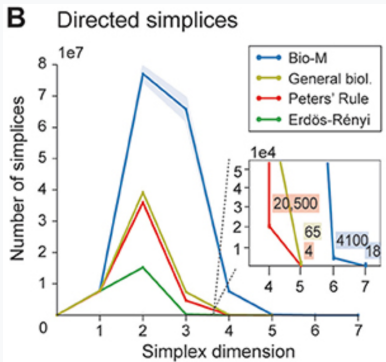 B Directed simplices
1e7
8
7
6
5
4
3
2
1
0
Number of simplices
Bio-M
General biol.
Peters' Rule
Erdös-Rényi
1e4
5
4
3
2
1
20,500
65
4
4100
18
4 5 6 7
1 2 3 4 5 6 7
Simplex dimension